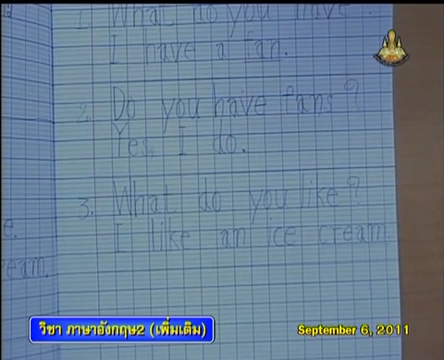 1. What do you have?
I have a fan.
2. Do you have fans?
Yes, I do.
3. What do you like?
I like an ice cream.
e.
eam.
วิชา ภาษาอังกฤษ2 (เพิ่มเติม)
September 6, 2011